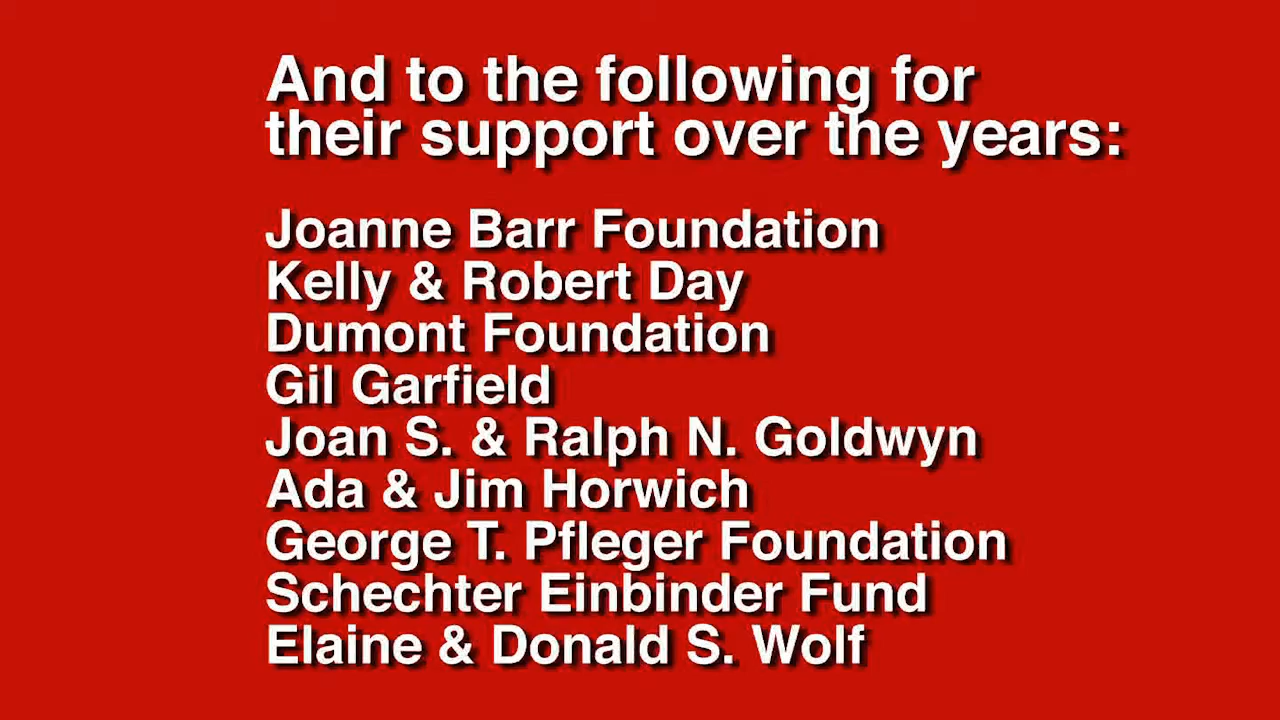 And to the following for
their support over the years:
Joanne Barr Foundation
Kelly & Robert Day
Dumont Foundation
Gil Garfield
Joan S. & Ralph N. Goldwyn
Ada & Jim Horwich
George T. Pfleger Foundation
Schechter Einbinder Fund
Elaine & Donald S. Wolf